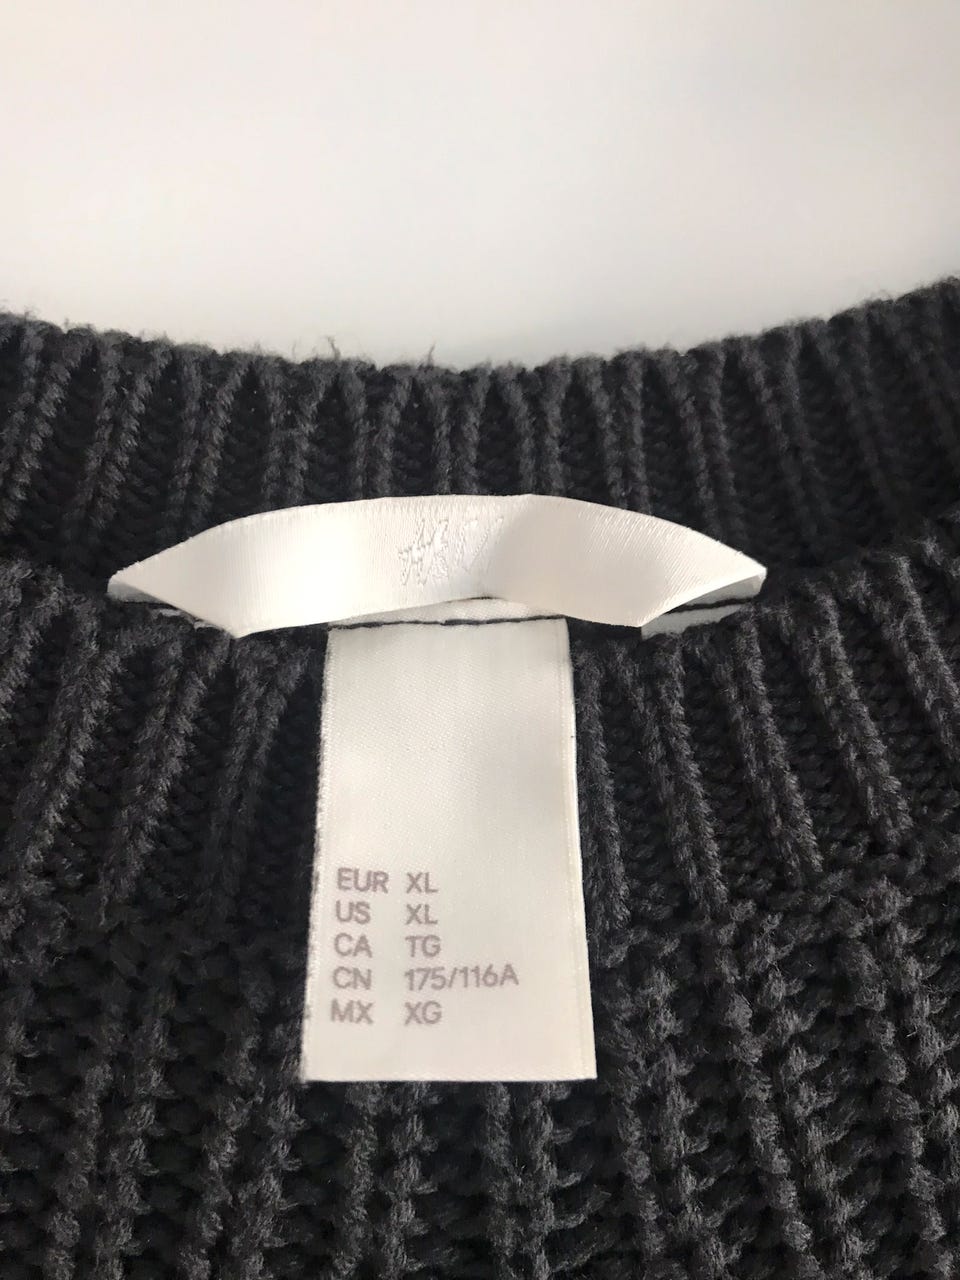 H&M
EUR XL
US XL
CA TG
CN 175/116A
MX XG